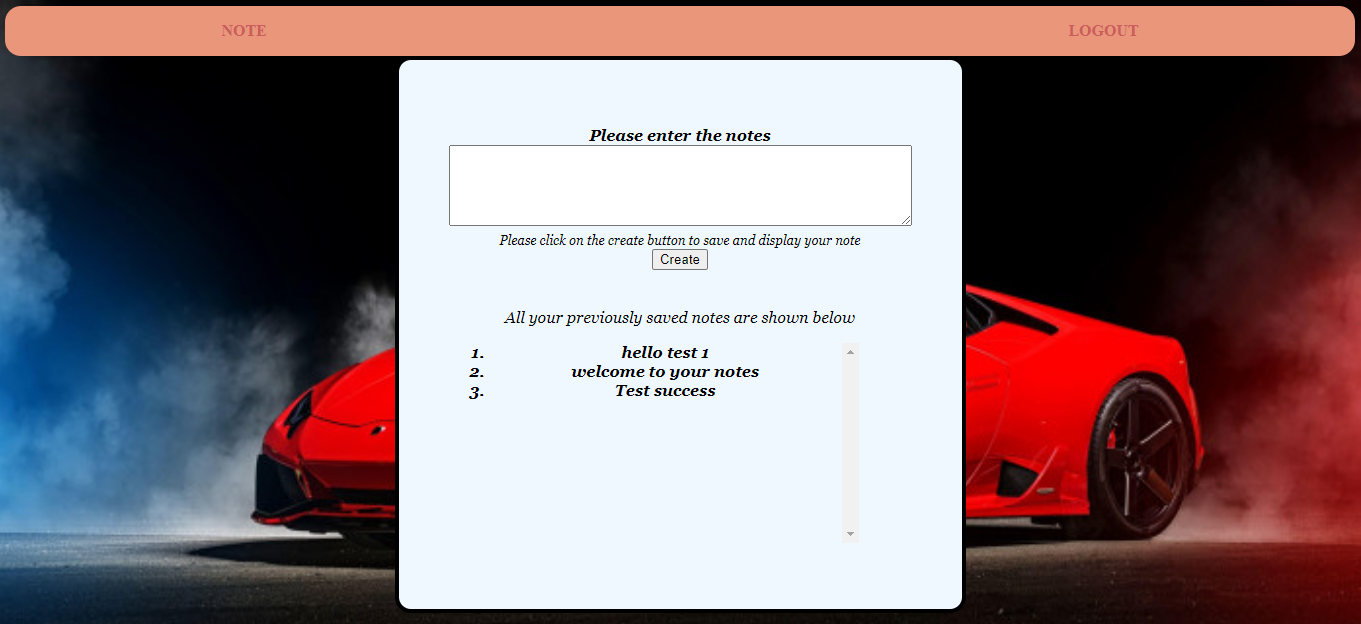 NOTE LOGOUT
Please enter the notes
Please click on the create button to save and display your note
Create
All your previously saved notes are shown below
1. hello test 1
2. welcome to your notes
3. Test success